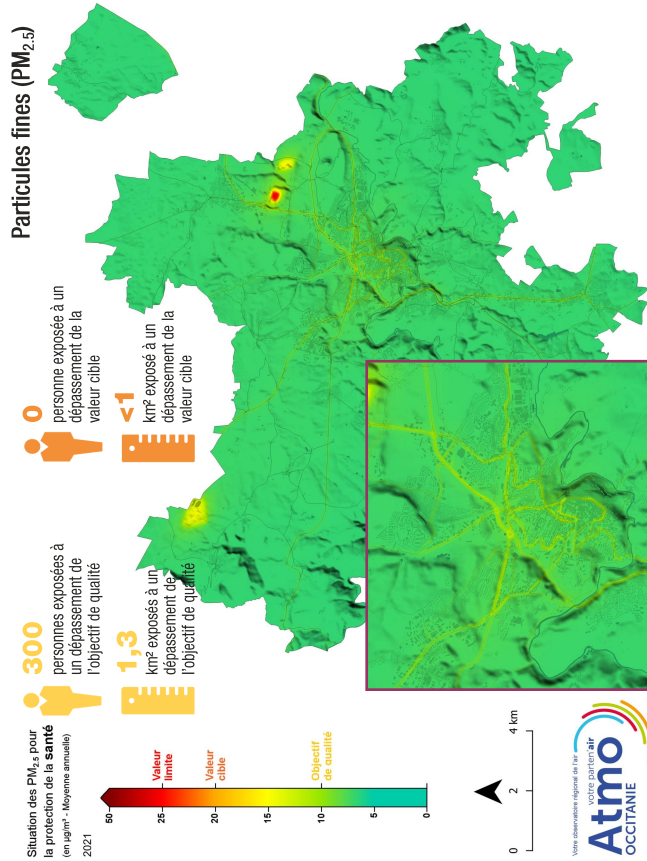 Particules fines (PM2.5)
Situation des PM2.5 pour
la protection de la santé
(en µg/m³ - Moyenne annuelle)
2021
300
personnes exposées à
un dépassement de
l'objectif de qualité
0
personne exposée à un
dépassement de la
valeur cible
1,3
km² exposés à un
dépassement de
l'objectif de qualité
<1
km² exposé à un
dépassement de la
valeur cible
50
25
20
15
10
5
0
Valeur
limite
Valeur
cible
Objectif
de qualité
0 2 4 km
Votre observatoire régional de l'air
votre parten'air
Atmo
OCCITANIE